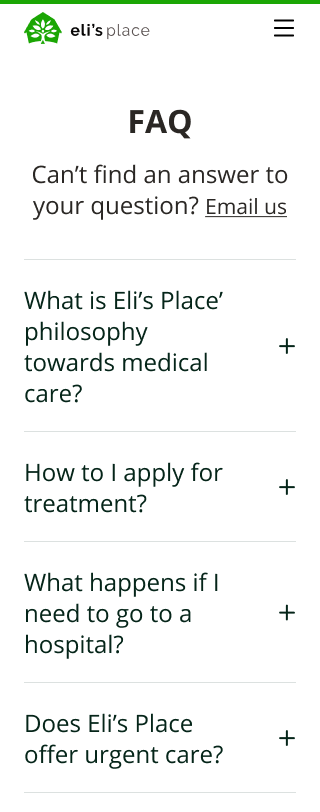 eli's place
FAQ
Can’t find an answer to
your question? Email us
What is Eli’s Place’
philosophy
towards medical
care?
How to I apply for
treatment?
What happens if I
need to go to a
hospital?
Does Eli’s Place
offer urgent care?